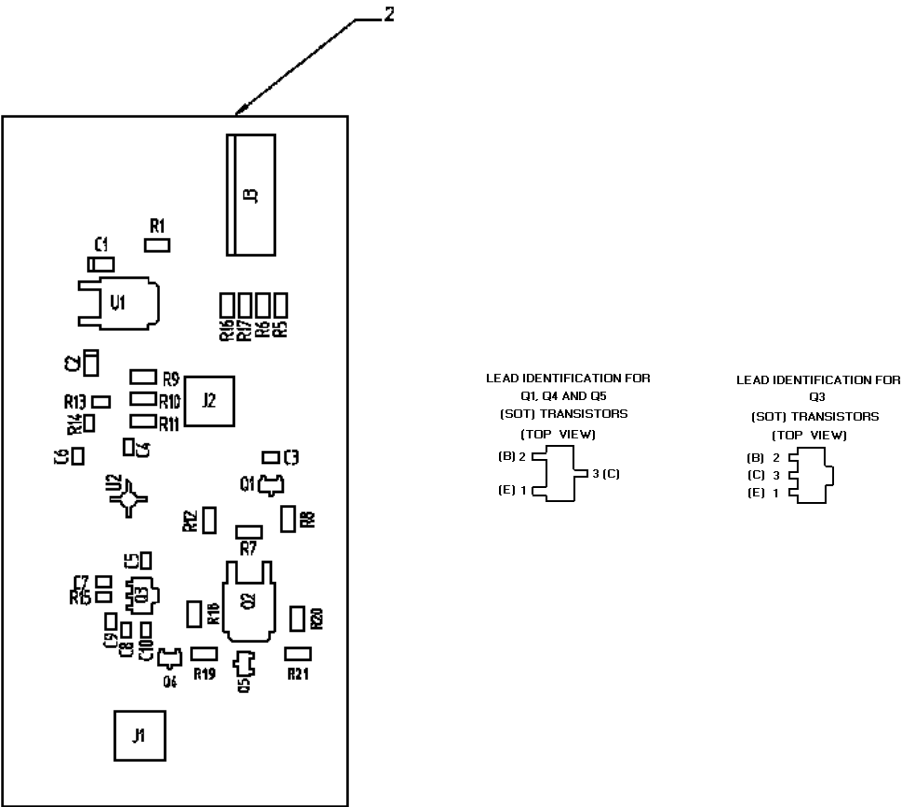 2
J3
R1
C1
U1
R16 R17 R6 R5
C2
R9
R13
R10
J2
R14
R11
C6
C4
C3
U2
Q1
R12
R8
R7
C5
C7
R15
Q3
Q2
R18
R20
C9
C8
C10
Q4
R19
Q5
R21
J1
LEAD IDENTIFICATION FOR
Q1, Q4 AND Q5
(SOT) TRANSISTORS
(TOP VIEW)
(B) 2
3 (C)
(E) 1
LEAD IDENTIFICATION FOR
Q3
(SOT) TRANSISTORS
(TOP VIEW)
(B) 2
(C) 3
(E) 1